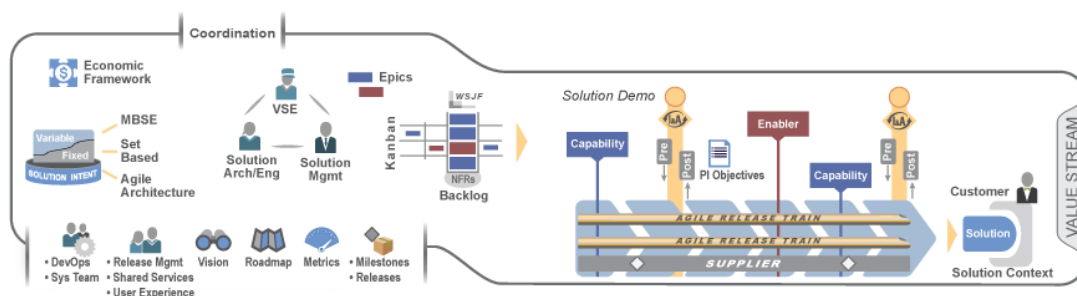 Coordination
Economic
Framework
MBSE
Variable
Fixed
Set
Based
SOLUTION INTENT
Agile
Architecture
VSE
Solution
Arch/Eng
Solution
Mgmt
Epics
WSJF
Kanban
NFRs
Backlog
Solution Demo
I&A
I&A
Capability
Pre
Post
PI Objectives
Enabler
Capability
Pre
Post
AGILE RELEASE TRAIN
AGILE RELEASE TRAIN
SUPPLIER
Customer
Solution
Solution Context
VALUE STREAM
• DevOps
• Sys Team
• Release Mgmt
• Shared Services
• User Experience
Vision
Roadmap
Metrics
• Milestones
• Releases